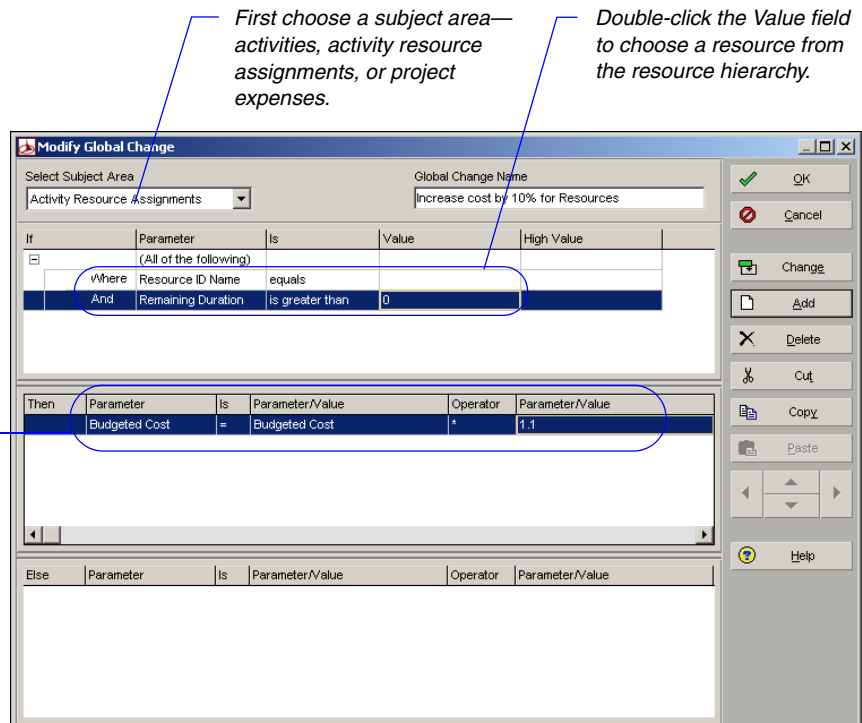 First choose a subject area—
activities, activity resource
assignments, or project
expenses.
Double-click the Value field
to choose a resource from
the resource hierarchy.
Modify Global Change
Select Subject Area
Global Change Name
Activity Resource Assignments
Increase cost by 10% for Resources
If Parameter Is Value High Value
(All of the following)
Where Resource ID Name equals
And Remaining Duration is greater than 0
Then Parameter Is Parameter/Value Operator Parameter/Value
Budgeted Cost = Budgeted Cost * 1.1
Else Parameter Is Parameter/Value Operator Parameter/Value
OK
Cancel
Change
Add
Delete
Cut
Copy
Paste
Help